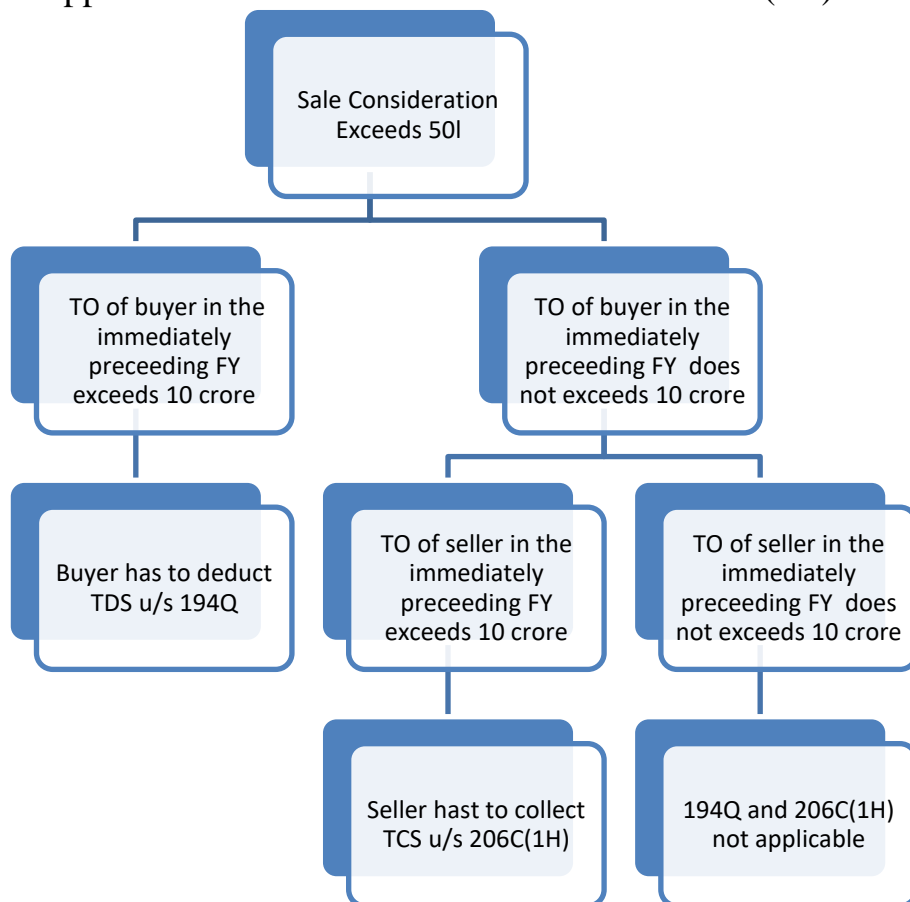 Sale Consideration
Exceeds 50l
TO of buyer in the
immediately
preceeding FY
exceeds 10 crore
TO of buyer in the
immediately
preceeding FY does
not exceeds 10 crore
Buyer has to deduct
TDS u/s 194Q
TO of seller in the
immediately
preceeding FY
exceeds 10 crore
TO of seller in the
immediately
preceeding FY does
not exceeds 10 crore
Seller hast to collect
TCS u/s 206C(1H)
194Q and 206C(1H)
not applicable